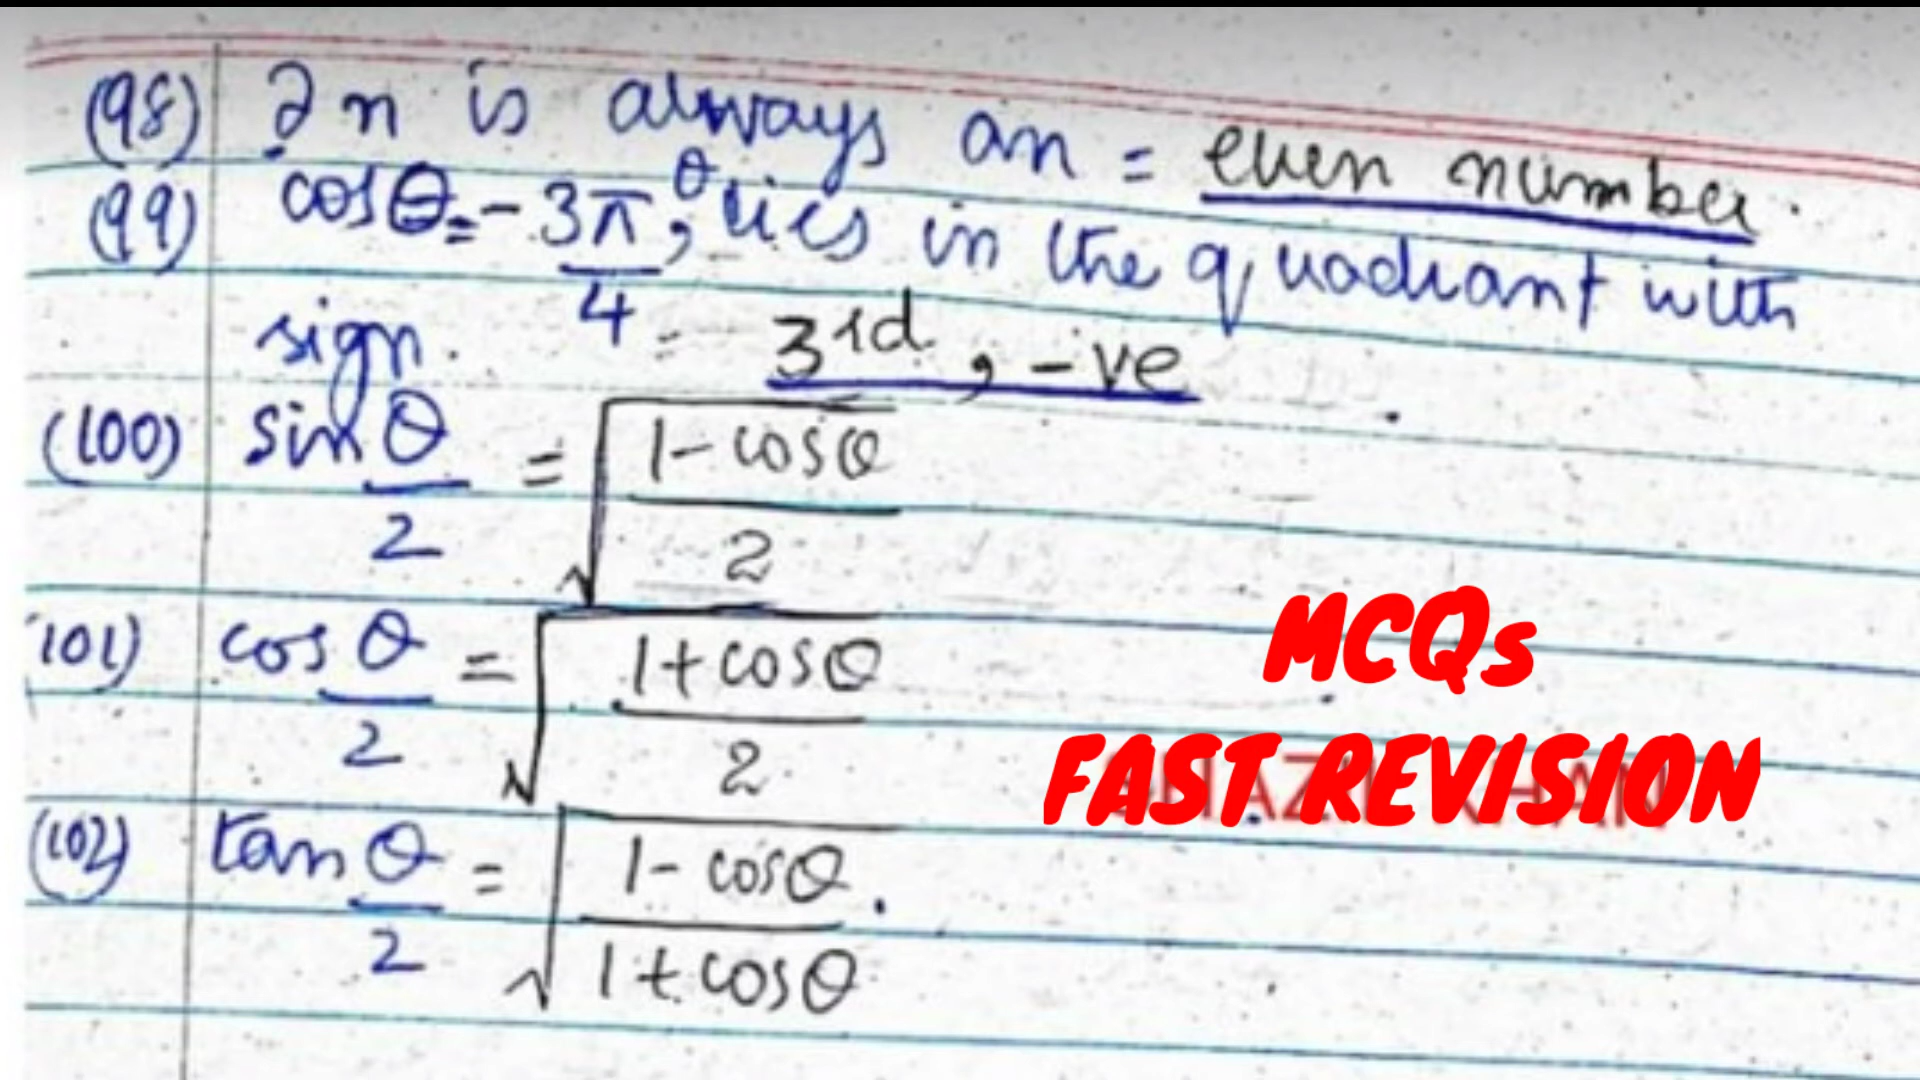 (98) 2n is always an = even number.
(99) cosθ = -3π/4, θ lies in the quadrant with
sign. = 3rd, -ve
(100) sin θ/2 = √(1-cosθ/2)
(101) cos θ/2 = √(1+cosθ/2)
(102) tan θ/2 = √(1-cosθ/1+cosθ).
MCQs
FAST REVISION